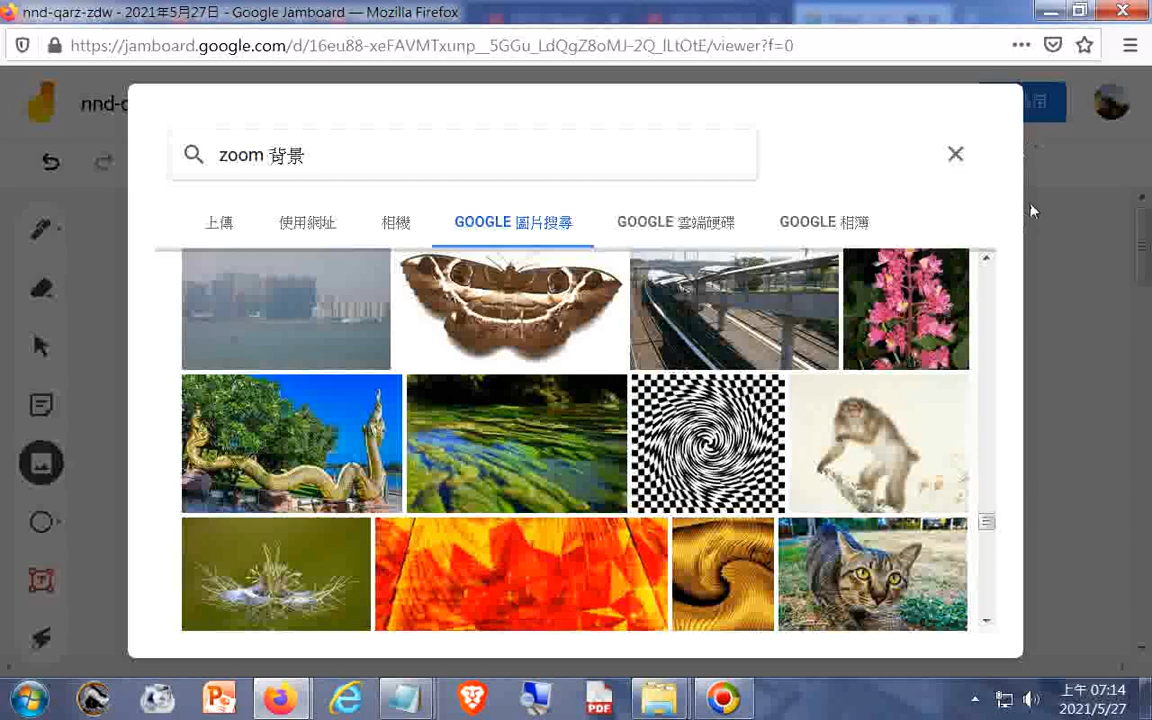 nnd-qarz-zdw - 2021年5月27日 - Google Jamboard — Mozilla Firefox
https://jamboard.google.com/d/16eu88-xeFAVMTxunp__5GGu_LdQgZ8oMJ-2Q_lLtOtE/viewer?f=0
nnd-
zoom 背景
上傳 使用網址 相機 GOOGLE 圖片搜尋 GOOGLE 雲端硬碟 GOOGLE 相簿
T
PDF
上午 07:14
2021/5/27